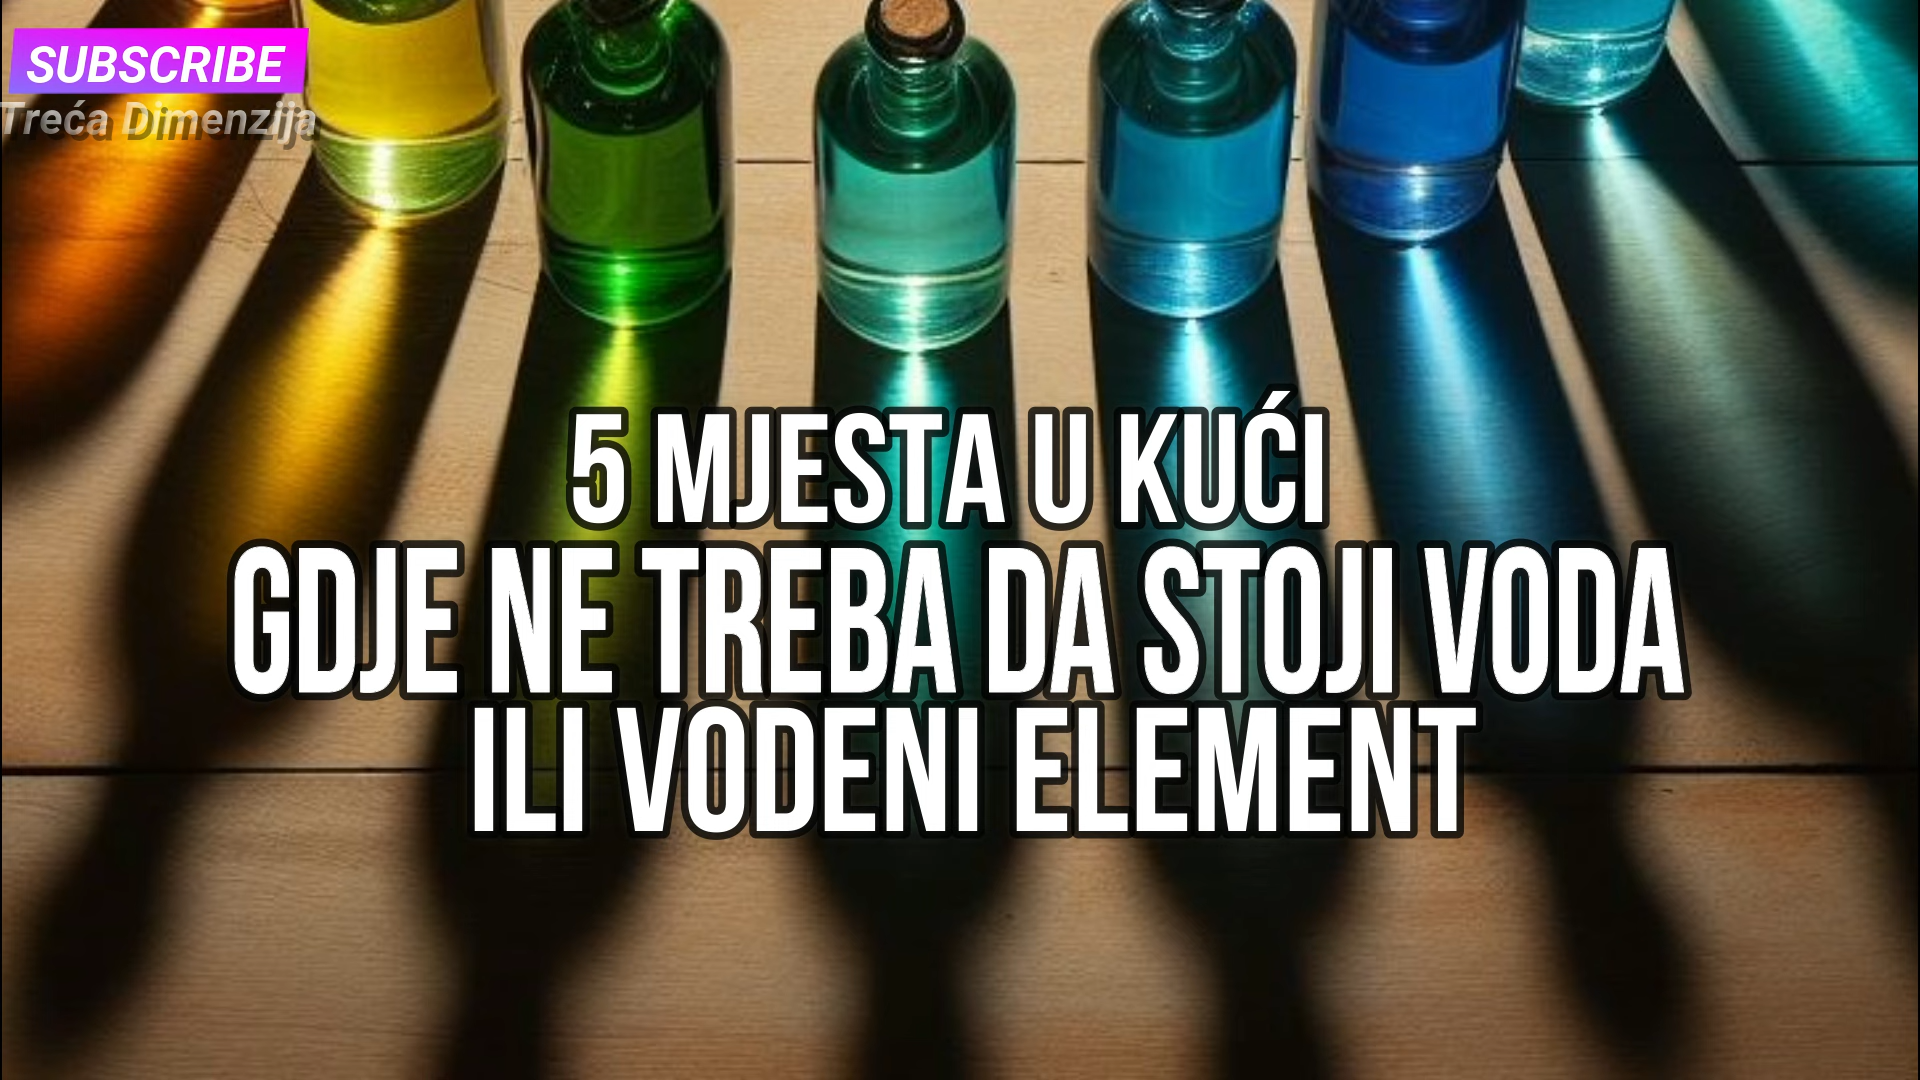 SUBSCRIBE
Treća Dimenzija
5 MJESTA U KUĆI
GDJE NE TREBA DA STOJI VODA
ILI VODENI ELEMENT